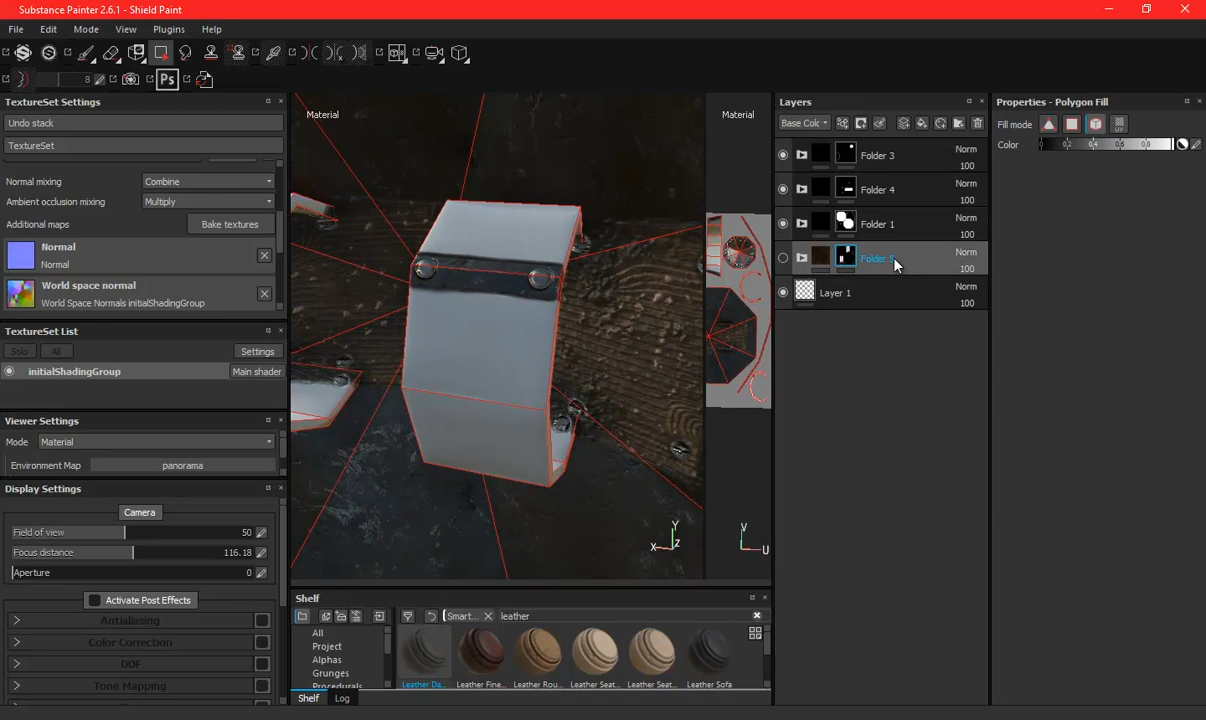 Substance Painter 2.6.1 - Shield Paint
File Edit Mode View Plugins Help
8
Ps
TextureSet Settings
Undo stack
TextureSet
Normal mixing Combine
Ambient occlusion mixing Multiply
Additional maps Bake textures
Normal
Normal
World space normal
World Space Normals initialShadingGroup
TextureSet List
Solo All Settings
initialShadingGroup Main shader
Viewer Settings
Mode Material
Environment Map panorama
Display Settings
Camera
Field of view 50
Focus distance 116.18
Aperture 0
Activate Post Effects
Antialiasing
Color Correction
DOF
Tone Mapping
Material
Y
X Z
Material
V
U
Shelf
Smart... leather
All
Project
Alphas
Grunges
Procedurals
Leather Da... Leather Fine... Leather Rou... Leather Seat... Leather Seat... Leather Sofa
Shelf Log
Layers
Base Colo
Folder 3 Norm 100
Folder 4 Norm 100
Folder 1 Norm 100
Folder Norm 100
Layer 1 Norm 100
Properties - Polygon Fill
Fill mode UV
Color 0.2 0.4 0.6 0.8